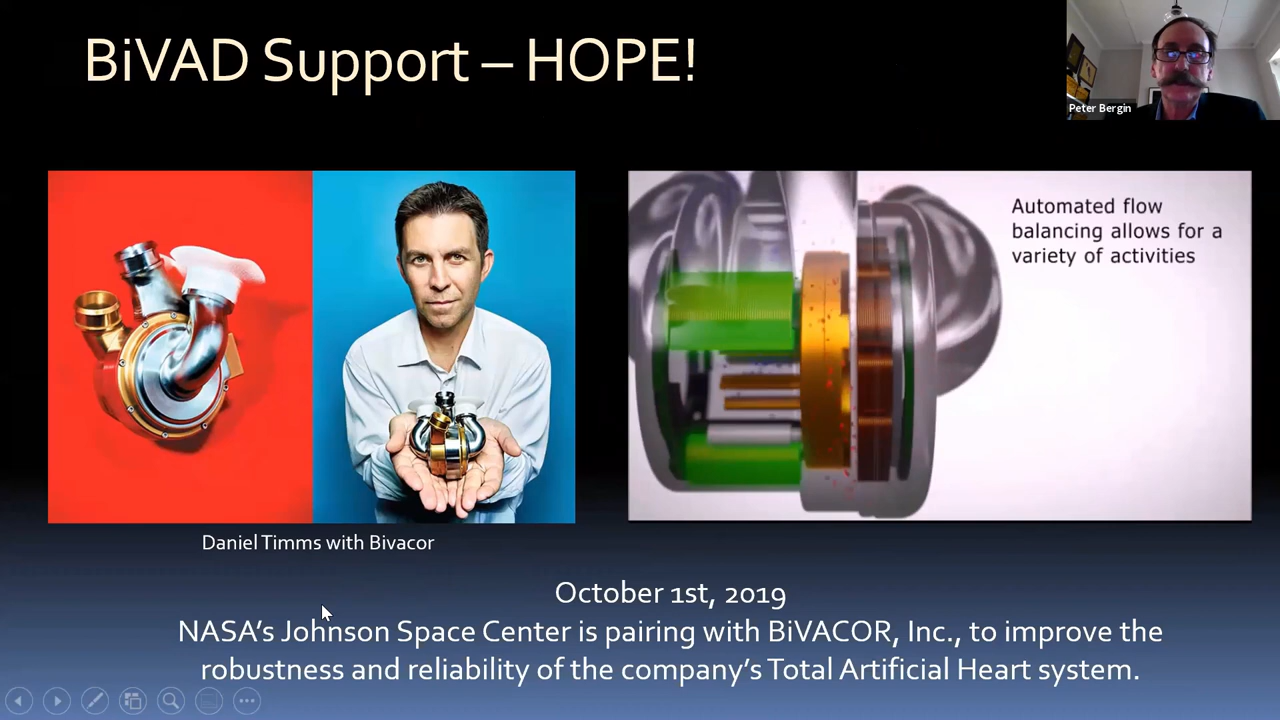 BiVAD Support – HOPE!
Peter Bergin
Automated flow
balancing allows for a
variety of activities
Daniel Timms with Bivacor
October 1st, 2019
NASA's Johnson Space Center is pairing with BiVACOR, Inc., to improve the
robustness and reliability of the company's Total Artificial Heart system.